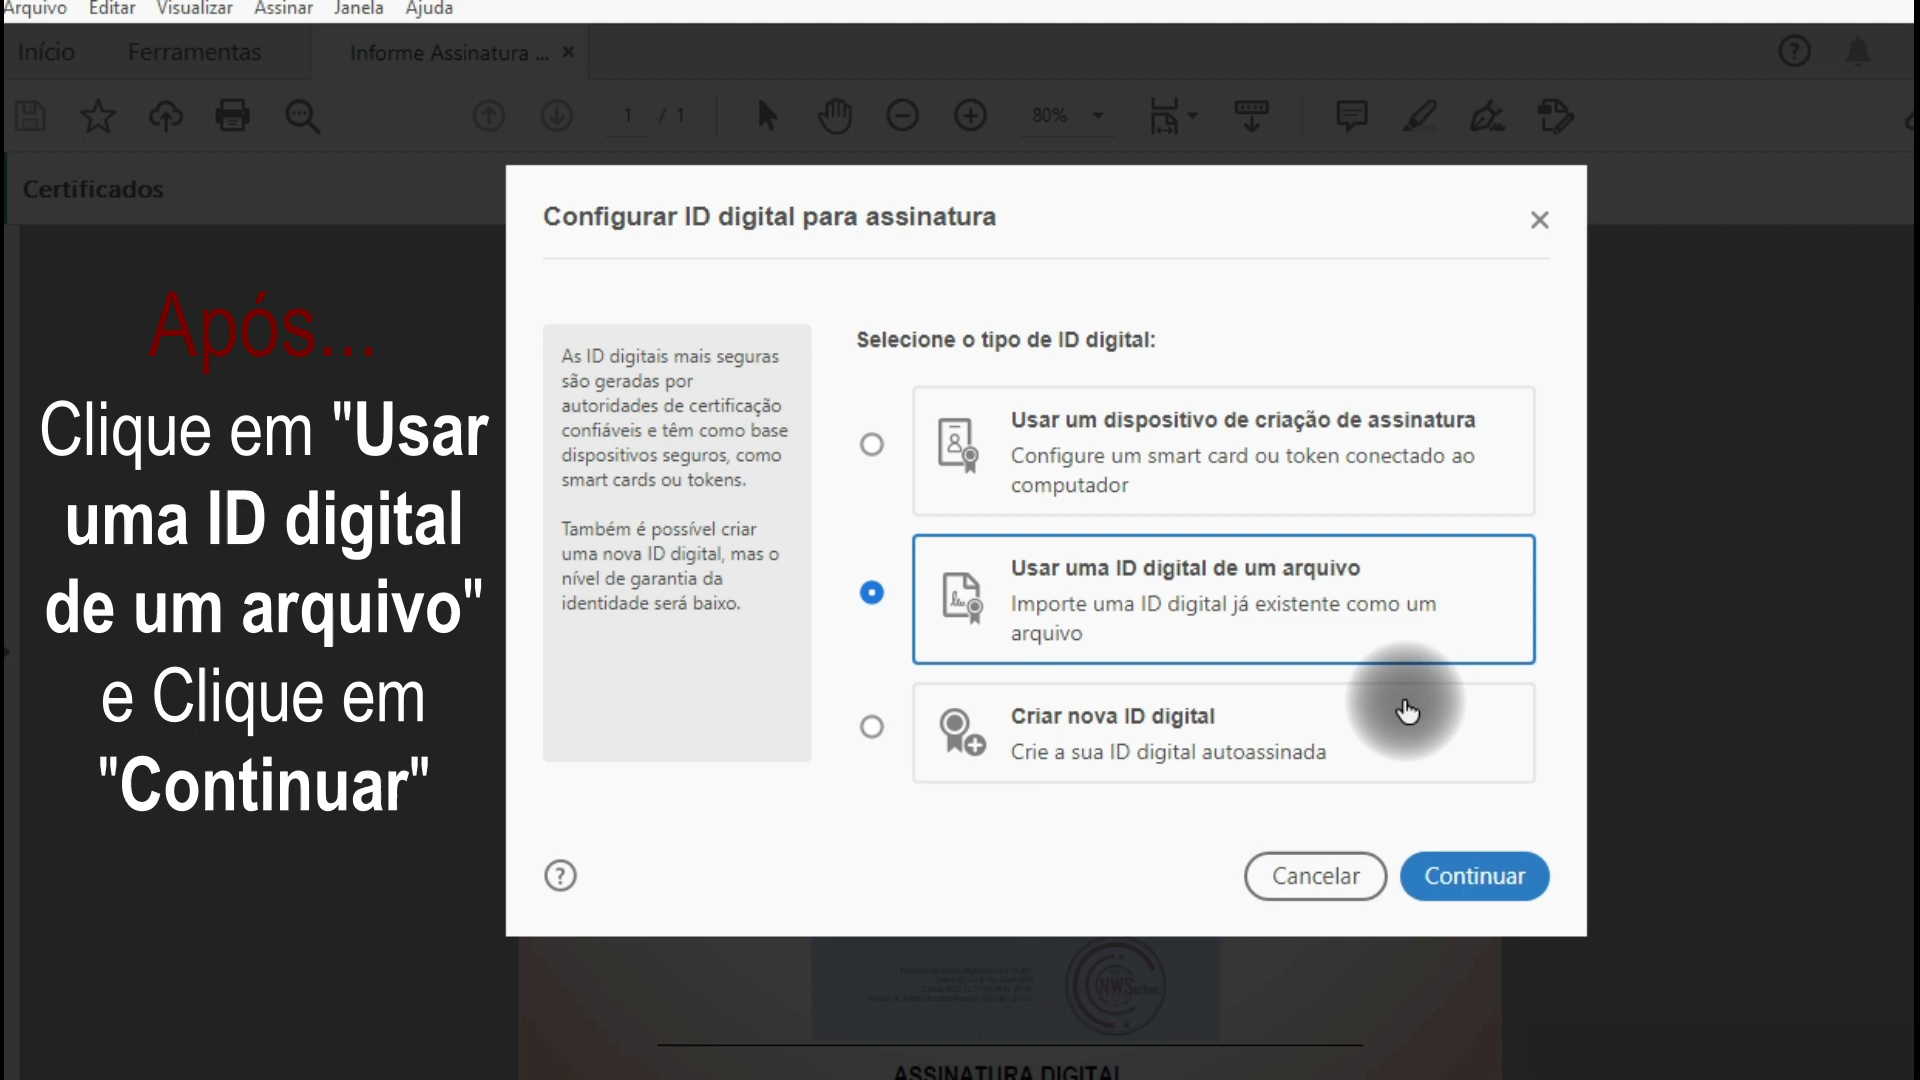 Arquivo Editar Visualizar Assinar Janela Ajuda
Início Ferramentas Informe Assinatura ... ×
1 / 1 80%
Certificados
Após...
Clique em "Usar
uma ID digital
de um arquivo"
e Clique em
"Continuar"
Configurar ID digital para assinatura
As ID digitais mais seguras
são geradas por
autoridades de certificação
confiáveis e têm como base
dispositivos seguros, como
smart cards ou tokens.
Também é possível criar
uma nova ID digital, mas o
nível de garantia da
identidade será baixo.
Selecione o tipo de ID digital:
Usar um dispositivo de criação de assinatura
Configure um smart card ou token conectado ao
computador
Usar uma ID digital de um arquivo
Importe uma ID digital já existente como um
arquivo
Criar nova ID digital
Crie a sua ID digital autoassinada
Cancelar Continuar
ASSINATURA DIGITAL